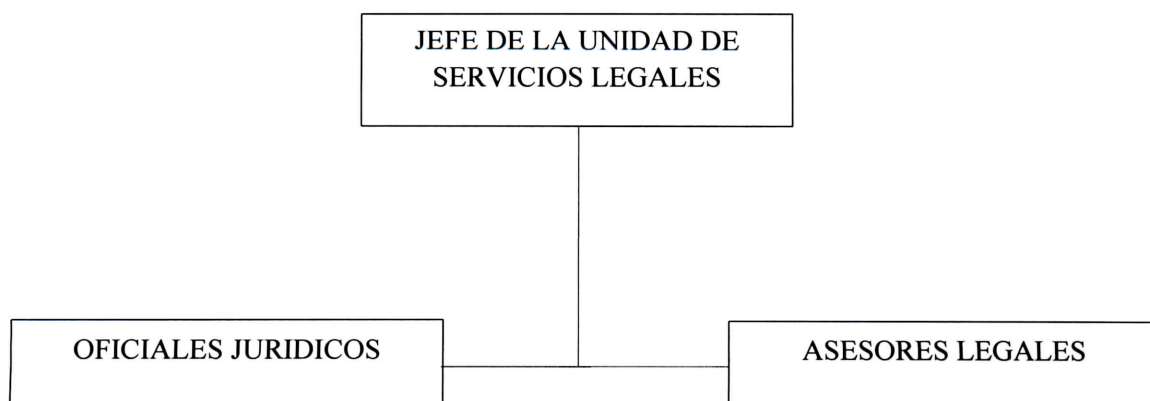 JEFE DE LA UNIDAD DE
SERVICIOS LEGALES
OFICIALES JURIDICOS
ASESORES LEGALES